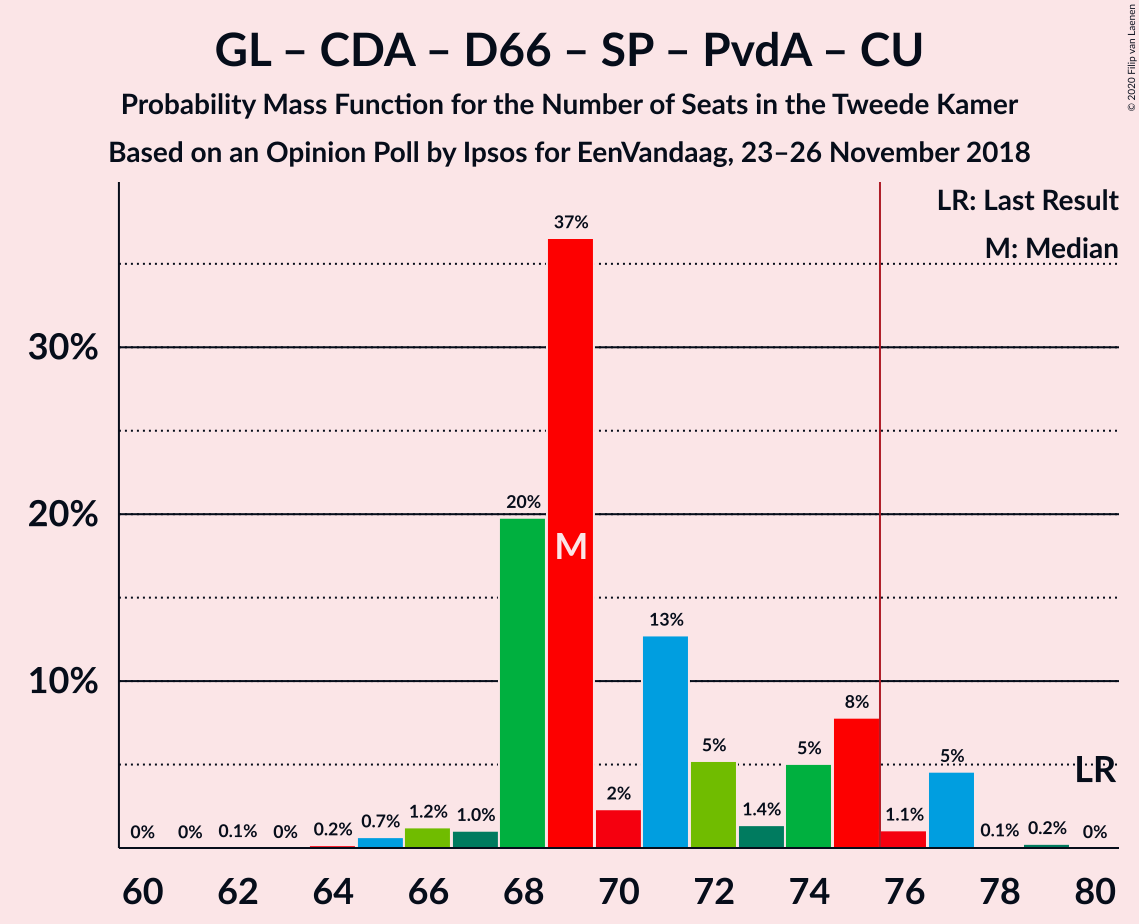 GL – CDA – D66 – SP – PvdA – CU
Probability Mass Function for the Number of Seats in the Tweede Kamer
Based on an Opinion Poll by Ipsos for EenVandaag, 23–26 November 2018
© 2020 Filip van Laenen
LR: Last Result
M: Median
37%
30%
20%
20%
M
13%
10%
8%
5%
5%
5%
LR
2%
1.4%
1.2%
1.1%
1.0%
0.7%
0% 0% 0.1% 0% 0.2% 0.1% 0.2% 0%
60 62 64 66 68 70 72 74 76 78 80